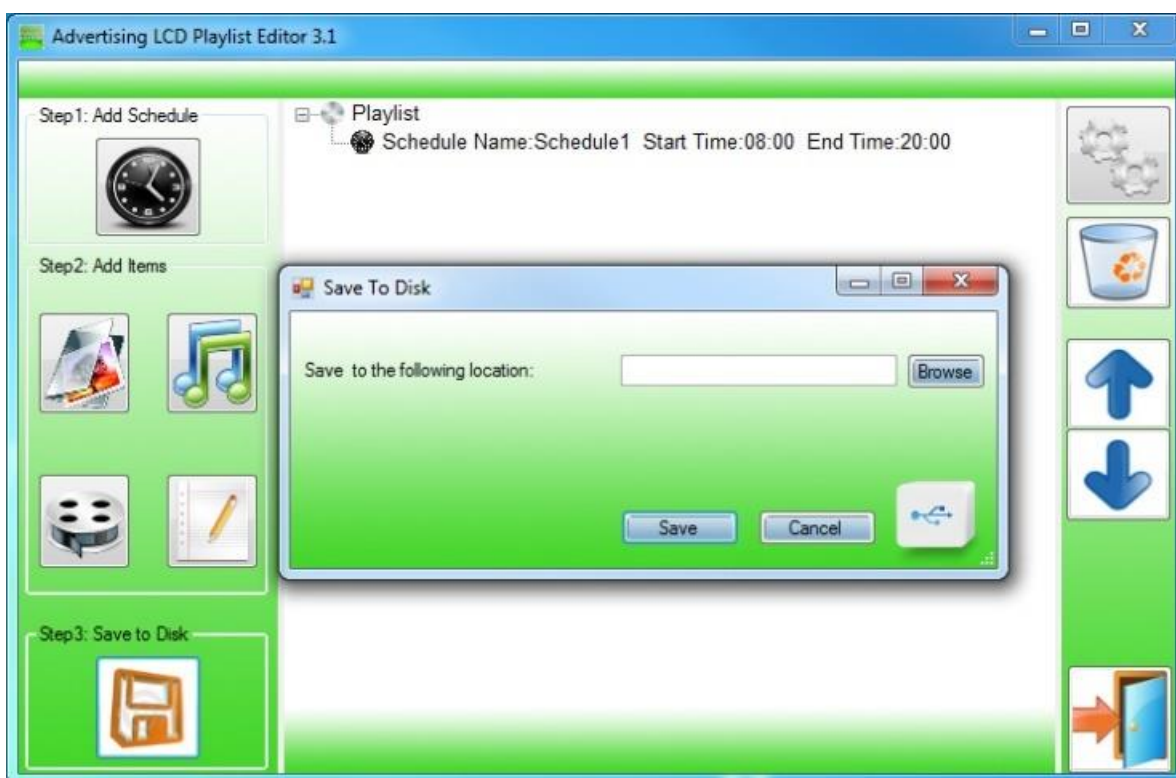 Advertising LCD Playlist Editor 3.1
Step1: Add Schedule
Playlist
Schedule Name:Schedule1 Start Time:08:00 End Time:20:00
Step2: Add Items
Save To Disk
Save to the following location:
Browse
Save
Cancel
Step3: Save to Disk